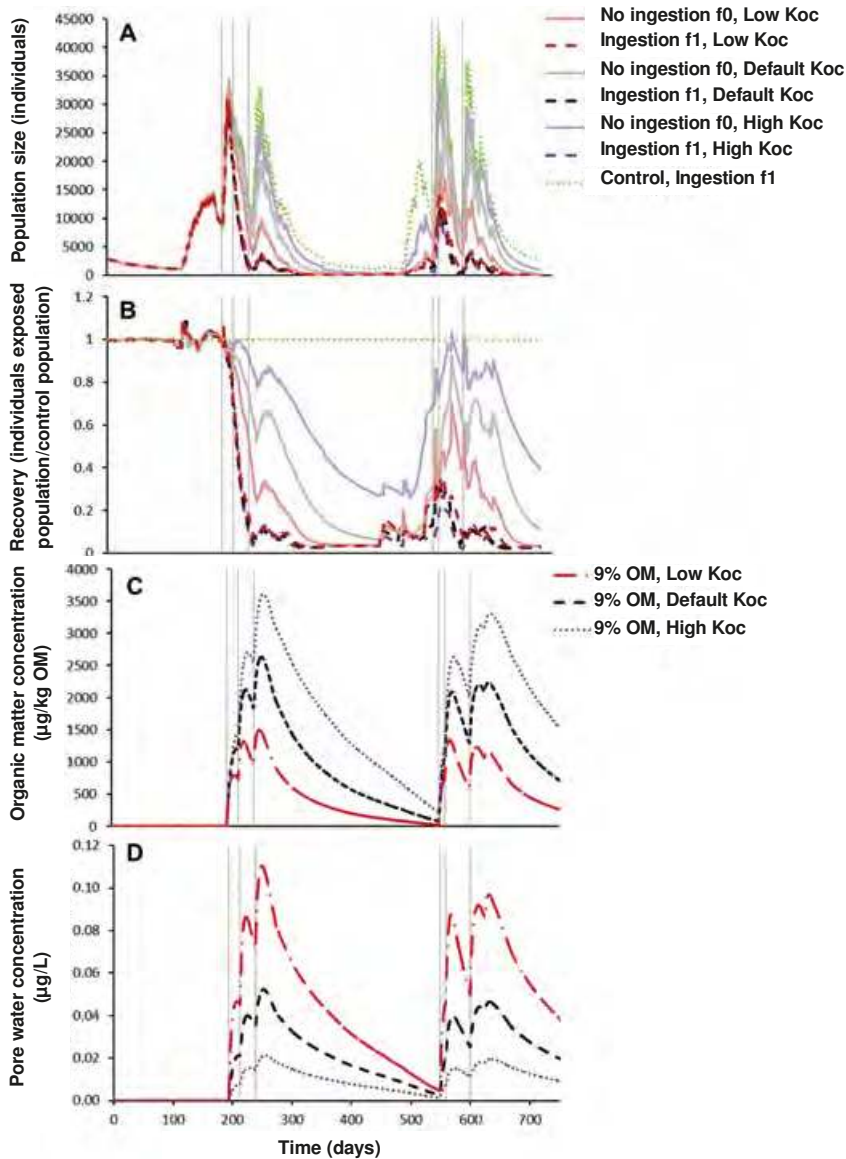 A
Population size (individuals)
45000
40000
35000
30000
25000
20000
15000
10000
5000
0
No ingestion f0, Low Koc
Ingestion f1, Low Koc
No ingestion f0, Default Koc
Ingestion f1, Default Koc
No ingestion f0, High Koc
Ingestion f1, High Koc
Control, Ingestion f1
B
Recovery (individuals exposed
population/control population)
1.2
1
0.8
0.6
0.4
0.2
0
C
Organic matter concentration
(µg/kg OM)
4000
3500
3000
2500
2000
1500
1000
500
0
9% OM, Low Koc
9% OM, Default Koc
9% OM, High Koc
D
Pore water concentration
(µg/L)
0.12
0.10
0.08
0.06
0.04
0.02
0.00
0 100 200 300 400 500 600 700
Time (days)